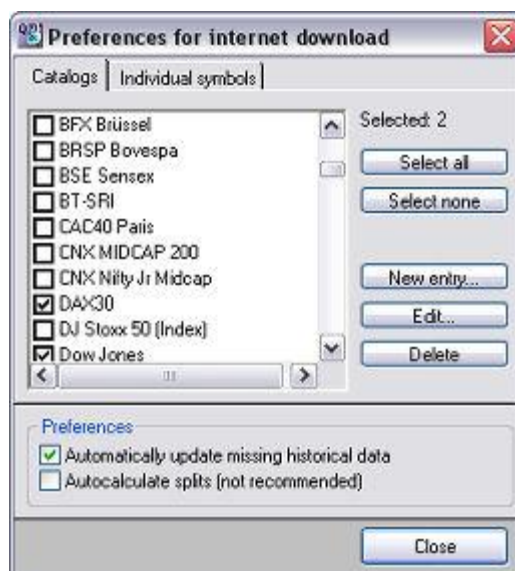 Preferences for internet download
Catalogs
Individual symbols
BFX Brüssel
BRSP Bovespa
BSE Sensex
BT-SRI
CAC40 Paris
CNX MIDCAP 200
CNX Nifty Jr Midcap
DAX30
DJ Stoxx 50 (Index)
Dow Jones
Selected: 2
Select all
Select none
New entry...
Edit...
Delete
Preferences
Automatically update missing historical data
Autocalculate splits (not recommended)
Close